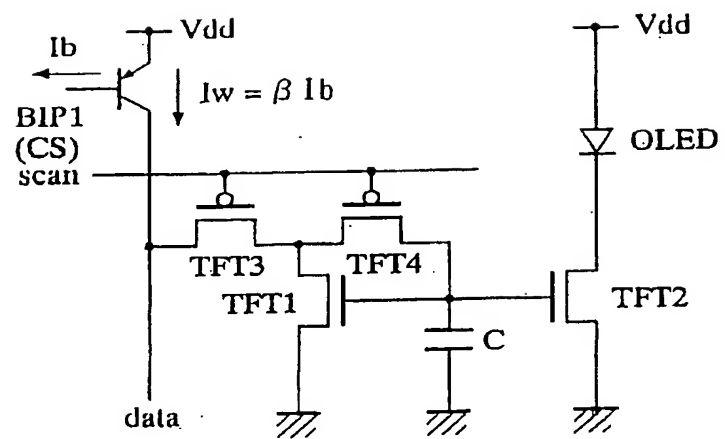 Vdd
Vdd
Ib
Iw = β Ib
BIP1
(CS)
OLED
scan
TFT3
TFT4
TFT1
TFT2
C
data